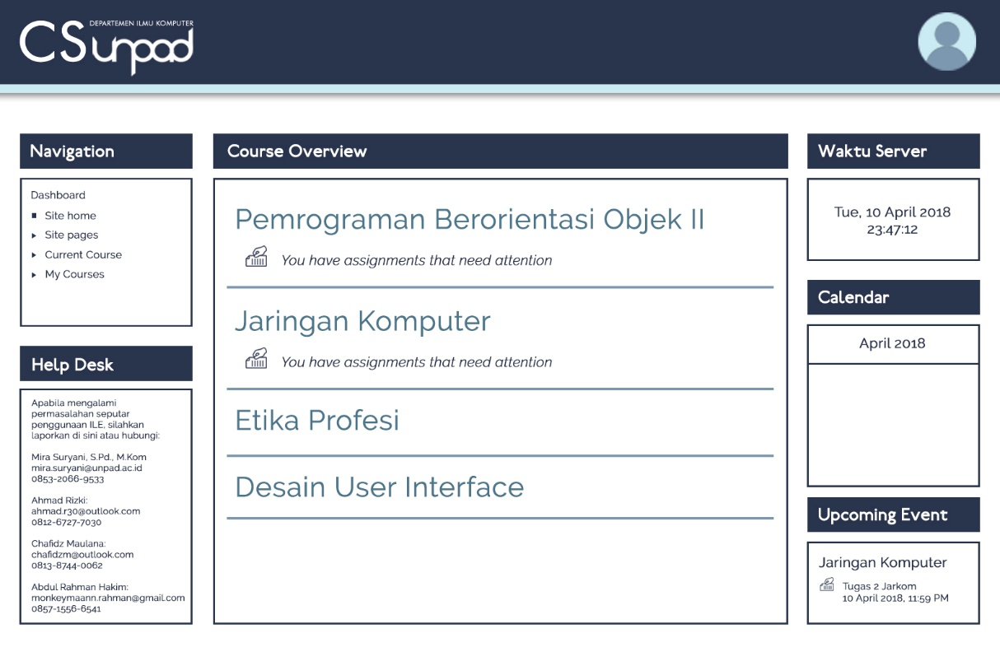 DEPARTEMEN ILMU KOMPUTER
CSunpad
Navigation
Dashboard
Site home
Site pages
Current Course
My Courses
Help Desk
Apabila mengalami
permasalahan seputar
penggunaan ILE, silahkan
laporkan di sini atau hubungi:
Mira Suryani, S.Pd., M.Kom
mira.suryani@unpad.ac.id
0853-2066-9533
Ahmad Rizki:
ahmad.r30@outlook.com
0812-6727-7030
Chafidz Maulana:
chafidzm@outlook.com
0813-8744-0062
Abdul Rahman Hakim:
monkeymaann.rahman@gmail.com
0857-1556-6541
Course Overview
Pemrograman Berorientasi Objek II
You have assignments that need attention
Jaringan Komputer
You have assignments that need attention
Etika Profesi
Desain User Interface
Waktu Server
Tue, 10 April 2018
23:47:12
Calendar
April 2018
Upcoming Event
Jaringan Komputer
Tugas 2 Jarkom
10 April 2018, 11:59 PM